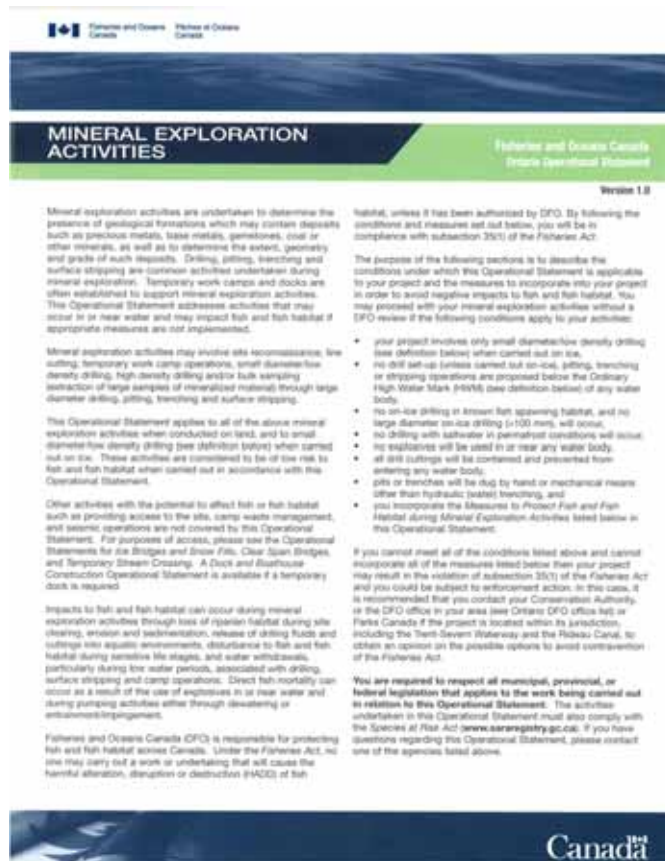 Fisheries and Oceans
Canada
Pêches et Océans
Canada
MINERAL EXPLORATION
ACTIVITIES
Fisheries and Oceans Canada
Ontario Operational Statement
Version 1.0
Mineral exploration activities are undertaken to determine the
presence of geological formations which may contain deposits
such as precious metals, base metals, gemstones, coal or
other minerals, as well as to determine the extent, geometry
and grade of such deposits. Drilling, pitting, trenching and
surface stripping are common activities undertaken during
mineral exploration. Temporary work camps and docks are
often established to support mineral exploration activities.
This Operational Statement addresses activities that may
occur in or near water and may impact fish and fish habitat if
appropriate measures are not implemented.
Mineral exploration activities may involve site reconnaissance, line
cutting, temporary work camp operations, small diameter/low
density drilling, high density drilling and/or bulk sampling
(extraction of large samples of mineralized material) through large
diameter drilling, pitting, trenching and surface stripping.
This Operational Statement applies to all of the above mineral
exploration activities when conducted on land, and to small
diameter/low density drilling (see definition below) when carried
out on ice. These activities are considered to be of low risk to
fish and fish habitat when carried out in accordance with this
Operational Statement.
Other activities with the potential to affect fish or fish habitat
such as providing access to the site, camp waste management,
and seismic operations are not covered by this Operational
Statement. For purposes of access, please see the Operational
Statements for Ice Bridges and Snow Fills, Clear Span Bridges,
and Temporary Stream Crossing. A Dock and Boathouse
Construction Operational Statement is available if a temporary
dock is required.
Impacts to fish and fish habitat can occur during mineral
exploration activities through loss of riparian habitat during site
clearing, erosion and sedimentation, release of drilling fluids and
cuttings into aquatic environments, disturbance to fish and fish
habitat during sensitive life stages, and water withdrawals,
particularly during low water periods, associated with drilling,
surface stripping and camp operations. Direct fish mortality can
occur as a result of the use of explosives in or near water and
during pumping activities either through dewatering or
entrainment/impingement.
Fisheries and Oceans Canada (DFO) is responsible for protecting
fish and fish habitat across Canada. Under the Fisheries Act, no
one may carry out a work or undertaking that will cause the
harmful alteration, disruption or destruction (HADD) of fish
habitat, unless it has been authorized by DFO. By following the
conditions and measures set out below, you will be in
compliance with subsection 35(1) of the Fisheries Act.
The purpose of the following sections is to describe the
conditions under which this Operational Statement is applicable
to your project and the measures to incorporate into your project
in order to avoid negative impacts to fish and fish habitat. You
may proceed with your mineral exploration activities without a
DFO review if the following conditions apply to your activities:
• your project involves only small diameter/low density drilling
(see definition below) when carried out on ice,
• no drill set-up (unless carried out on-ice), pitting, trenching
or stripping operations are proposed below the Ordinary
High Water Mark (HWM) (see definition below) of any water
body,
• no on-ice drilling in known fish spawning habitat, and no
large diameter on-ice drilling (>100 mm), will occur,
• no drilling with saltwater in permafrost conditions will occur,
• no explosives will be used in or near any water body,
• all drill cuttings will be contained and prevented from
entering any water body,
• pits or trenches will be dug by hand or mechanical means
other than hydraulic (water) trenching, and
• you incorporate the Measures to Protect Fish and Fish
Habitat during Mineral Exploration Activities listed below in
this Operational Statement.
If you cannot meet all of the conditions listed above and cannot
incorporate all of the measures listed below then your project
may result in the violation of subsection 35(1) of the Fisheries Act
and you could be subject to enforcement action. In this case, it
is recommended that you contact your Conservation Authority,
or the DFO office in your area (see Ontario DFO office list) or
Parks Canada if the project is located within its jurisdiction,
including the Trent-Severn Waterway and the Rideau Canal, to
obtain an opinion on the possible options to avoid contravention
of the Fisheries Act.
You are required to respect all municipal, provincial, or
federal legislation that applies to the work being carried out
in relation to this Operational Statement. The activities
undertaken in this Operational Statement must also comply with
the Species at Risk Act (www.sararegistry.gc.ca). If you have
questions regarding this Operational Statement, please contact
one of the agencies listed above.
Canada